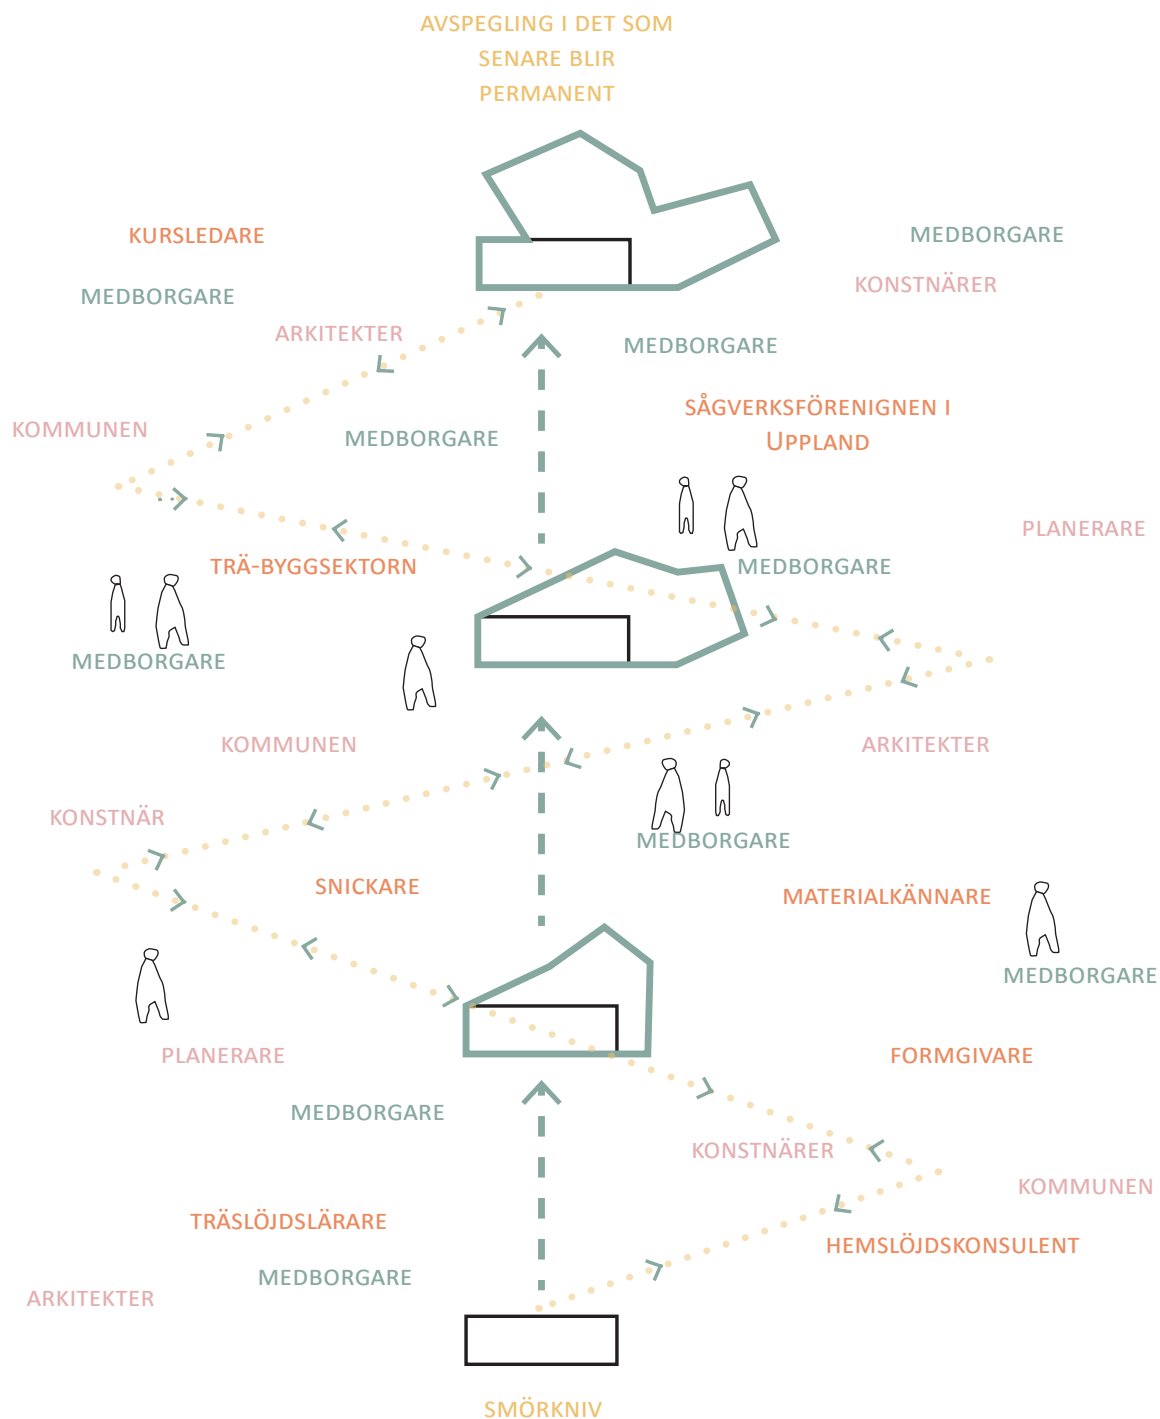 AVSPEGLING I DET SOM
SENARE BLIR
PERMANENT
KURSLEDARE
MEDBORGARE
KONSTNÄRER
MEDBORGARE
ARKITEKTER
MEDBORGARE
SÅGVERKSFÖRENIGNEN I
UPPLAND
KOMMUNEN
MEDBORGARE
PLANERARE
TRÄ-BYGGSEKTORN
MEDBORGARE
MEDBORGARE
KOMMUNEN
ARKITEKTER
KONSTNÄR
MEDBORGARE
SNICKARE
MATERIALKÄNNARE
MEDBORGARE
PLANERARE
FORMGIVARE
MEDBORGARE
KONSTNÄRER
KOMMUNEN
TRÄSLÖJDSLÄRARE
HEMSLÖJDSKONSULENT
MEDBORGARE
ARKITEKTER
SMÖRKNIV